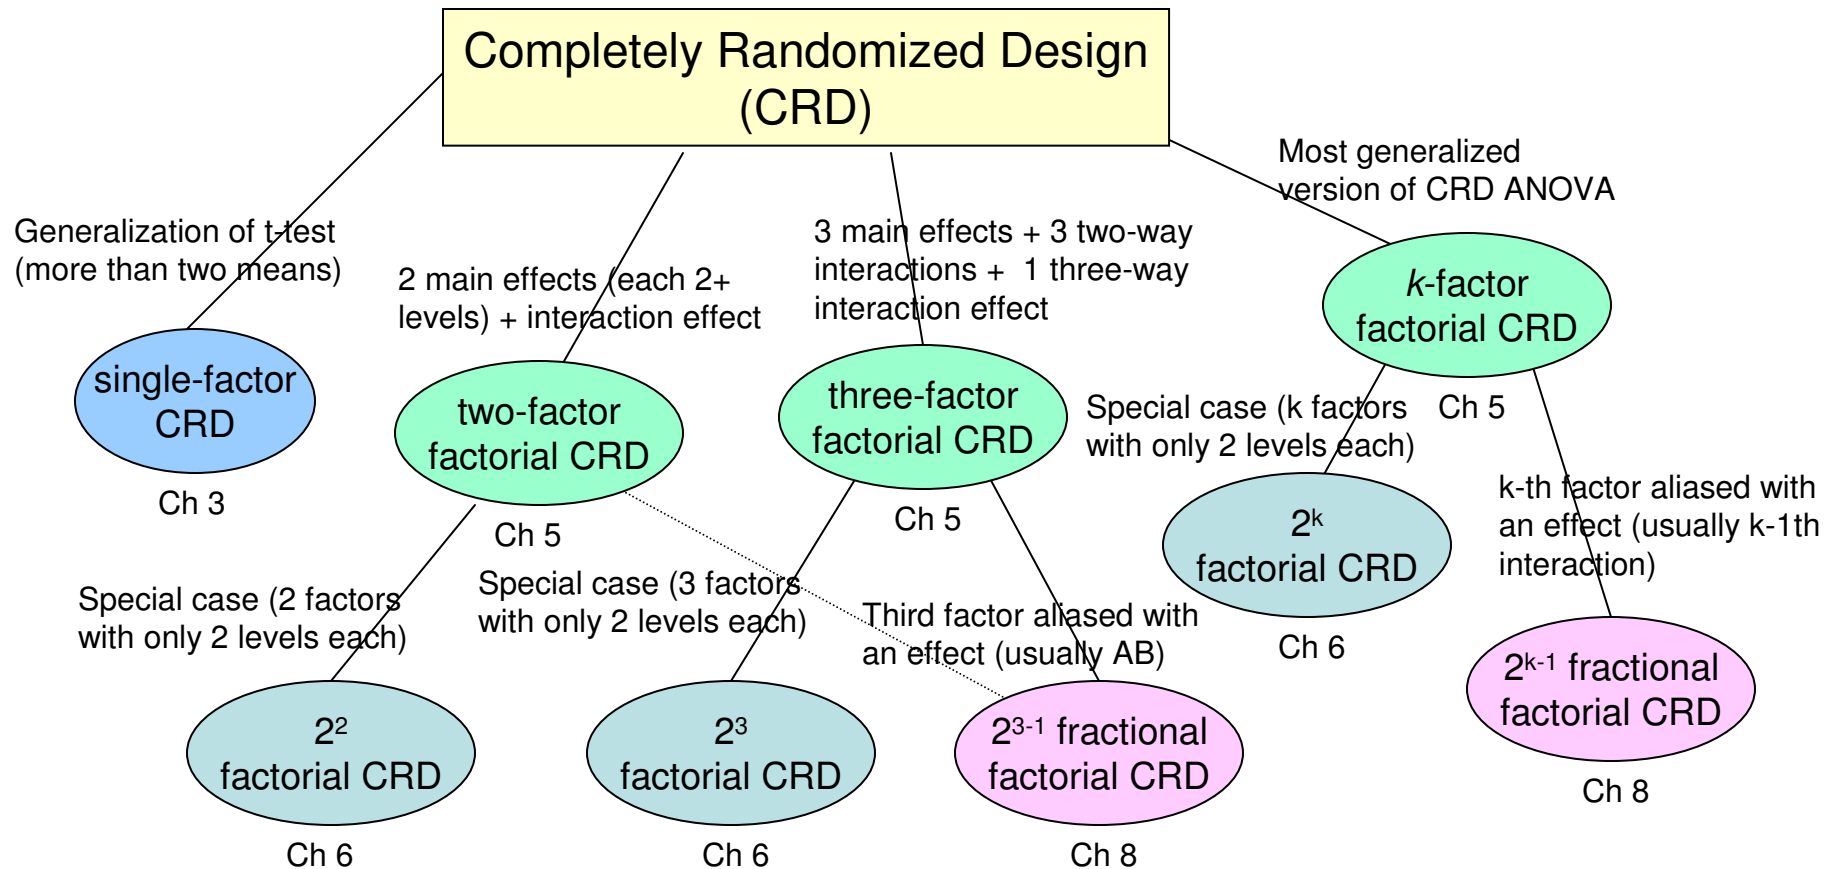 Completely Randomized Design
(CRD)
Most generalized
version of CRD ANOVA
Generalization of t-test
(more than two means)
2 main effects (each 2+
levels) + interaction effect
3 main effects + 3 two-way
interactions +  1 three-way
interaction effect
k-factor
factorial CRD
Ch 5
single-factor
CRD
Ch 3
two-factor
factorial CRD
Ch 5
three-factor
factorial CRD
Ch 5
Special case (k factors
with only 2 levels each)
k-th factor aliased with
an effect (usually k-1th
interaction)
2ᵏ
factorial CRD
Ch 6
Special case (2 factors
with only 2 levels each)
Special case (3 factors
with only 2 levels each)
Third factor aliased with
an effect (usually AB)
2ᵏ⁻¹ fractional
factorial CRD
Ch 8
2²
factorial CRD
Ch 6
2³
factorial CRD
Ch 6
2³⁻¹ fractional
factorial CRD
Ch 8